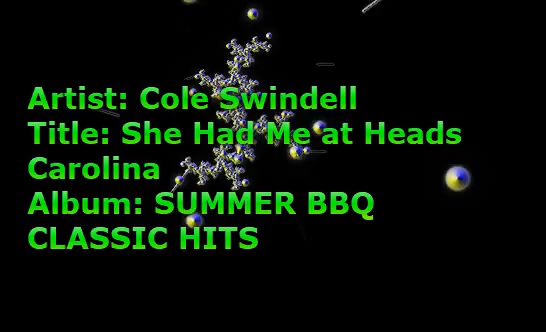 Artist: Cole Swindell
Title: She Had Me at Heads
Carolina
Album: SUMMER BBQ
CLASSIC HITS